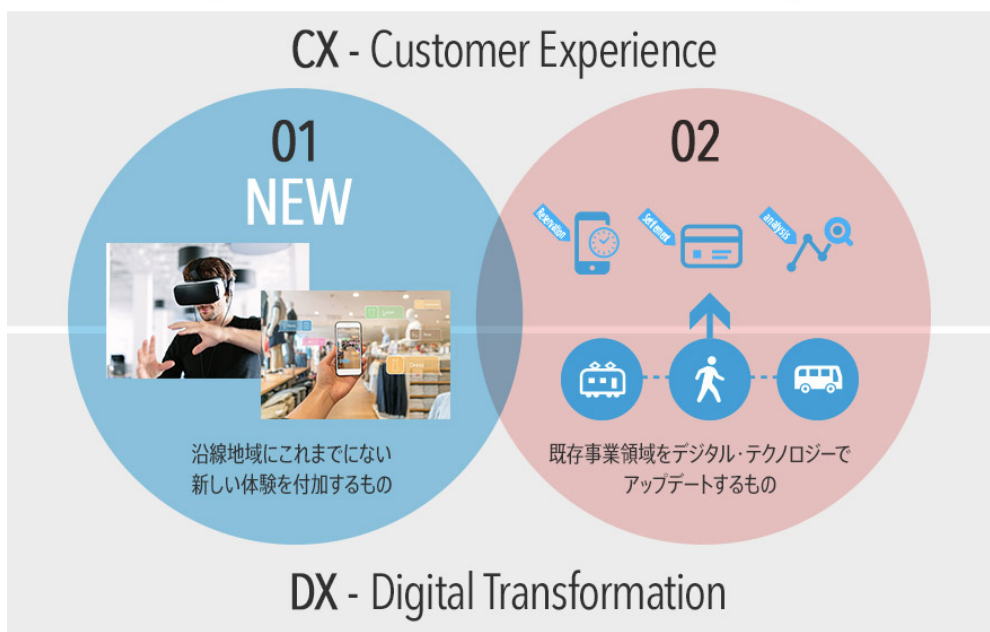 CX - Customer Experience
01
NEW
沿線地域にこれまでにない
新しい体験を付加するもの
02
Reservation
Settlement
analysis
既存事業領域をデジタル・テクノロジーで
アップデートするもの
DX - Digital Transformation